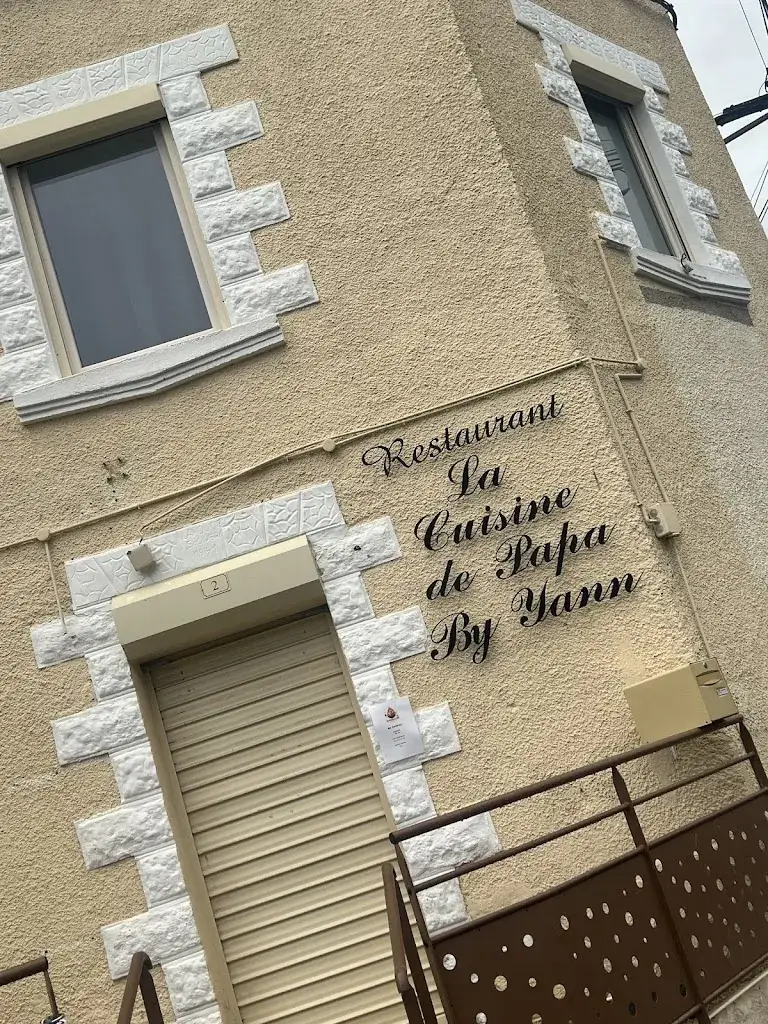 Restaurant
La
Cuisine
de Papa
By Yann
2